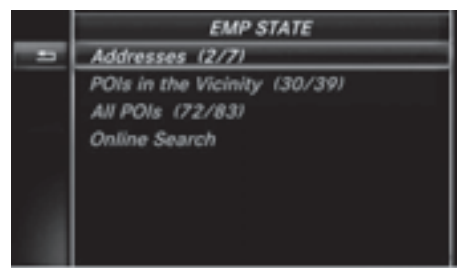 EMP STATE
Addresses (2/7)
POIs in the Vicinity (30/39)
All POIs (72/83)
Online Search